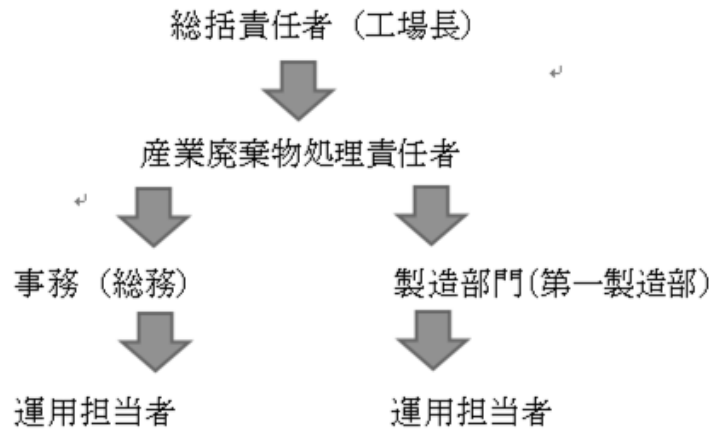 総括責任者（工場長）
産業廃棄物処理責任者
事務（総務）
製造部門(第一製造部)
運用担当者
運用担当者